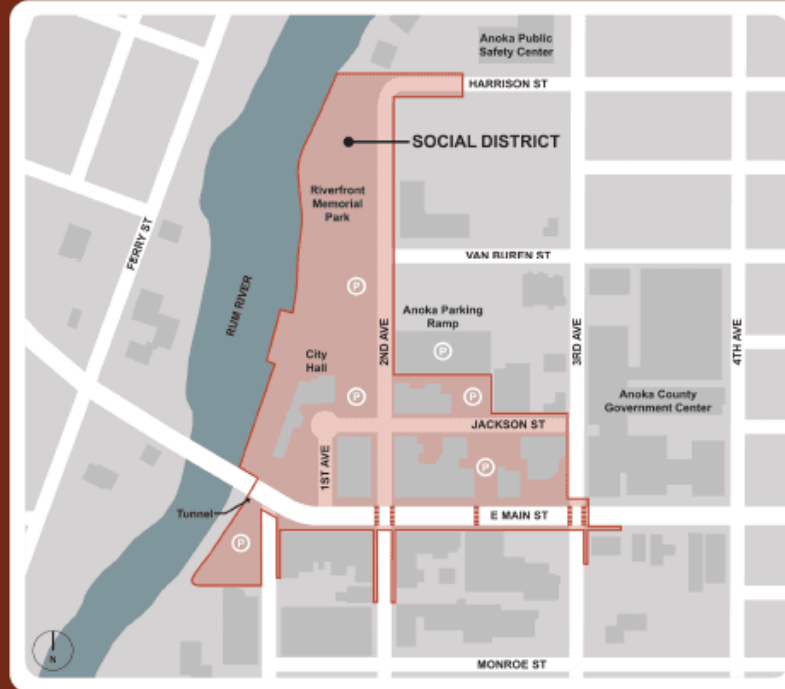 Anoka Public
Safety Center
HARRISON ST
SOCIAL DISTRICT
Riverfront
Memorial
Park
FERRY ST
VAN BUREN ST
RUM RIVER
P
Anoka Parking
Ramp
P
2ND AVE
3RD AVE
4TH AVE
City
Hall
P
P
Anoka County
Government Center
JACKSON ST
1ST AVE
P
Tunnel
E MAIN ST
P
MONROE ST
N